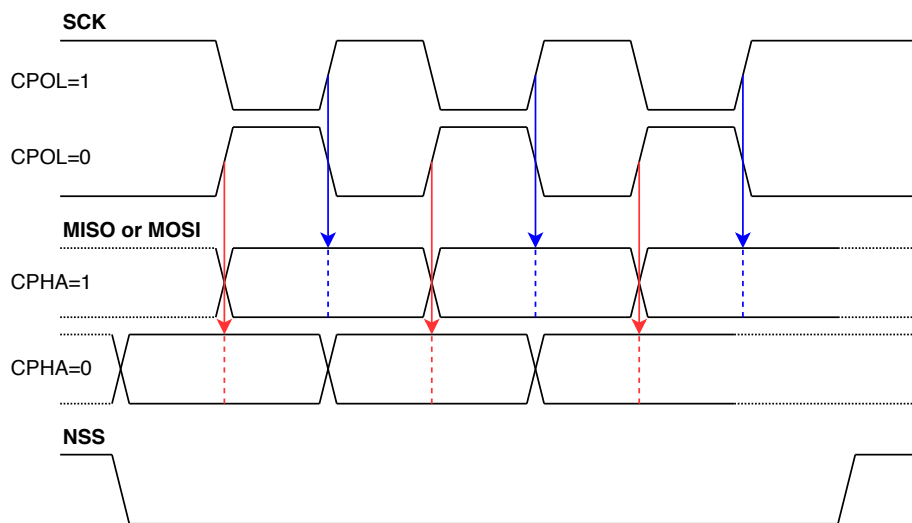 SCK
CPOL=1
CPOL=0
MISO or MOSI
CPHA=1
CPHA=0
NSS